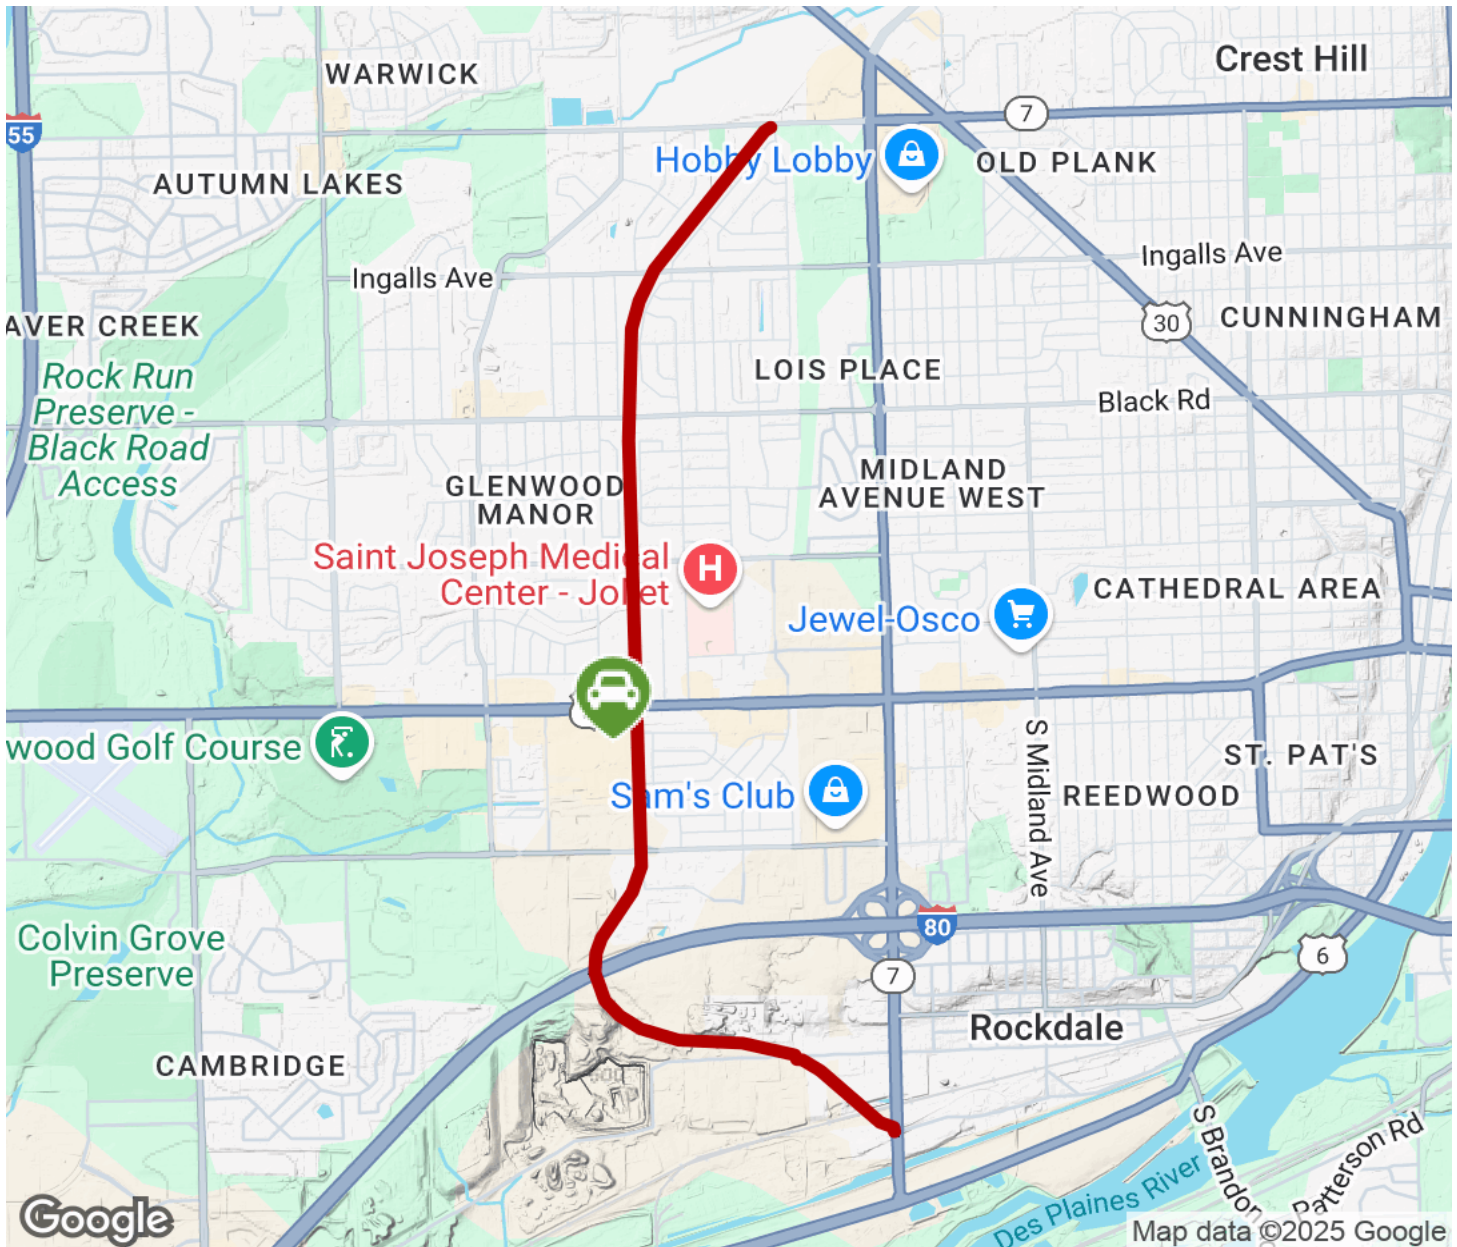 WARWICK
Crest Hill
7
55
Hobby Lobby
OLD PLANK
AUTUMN LAKES
Ingalls Ave
Ingalls Ave
AVER CREEK
30
CUNNINGHAM
Rock Run
Preserve -
Black Road
Access
LOIS PLACE
Black Rd
GLENWOOD
MANOR
MIDLAND
AVENUE WEST
Saint Joseph Medical
Center - Joliet
H
CATHEDRAL AREA
Jewel-Osco
wood Golf Course
S Midland Ave
ST. PAT'S
Sam's Club
REEDWOOD
80
Colvin Grove
Preserve
7
6
Rockdale
CAMBRIDGE
600
S Brandon
Patterson Rd
Des Plaines River
Google
Map data ©2025 Google